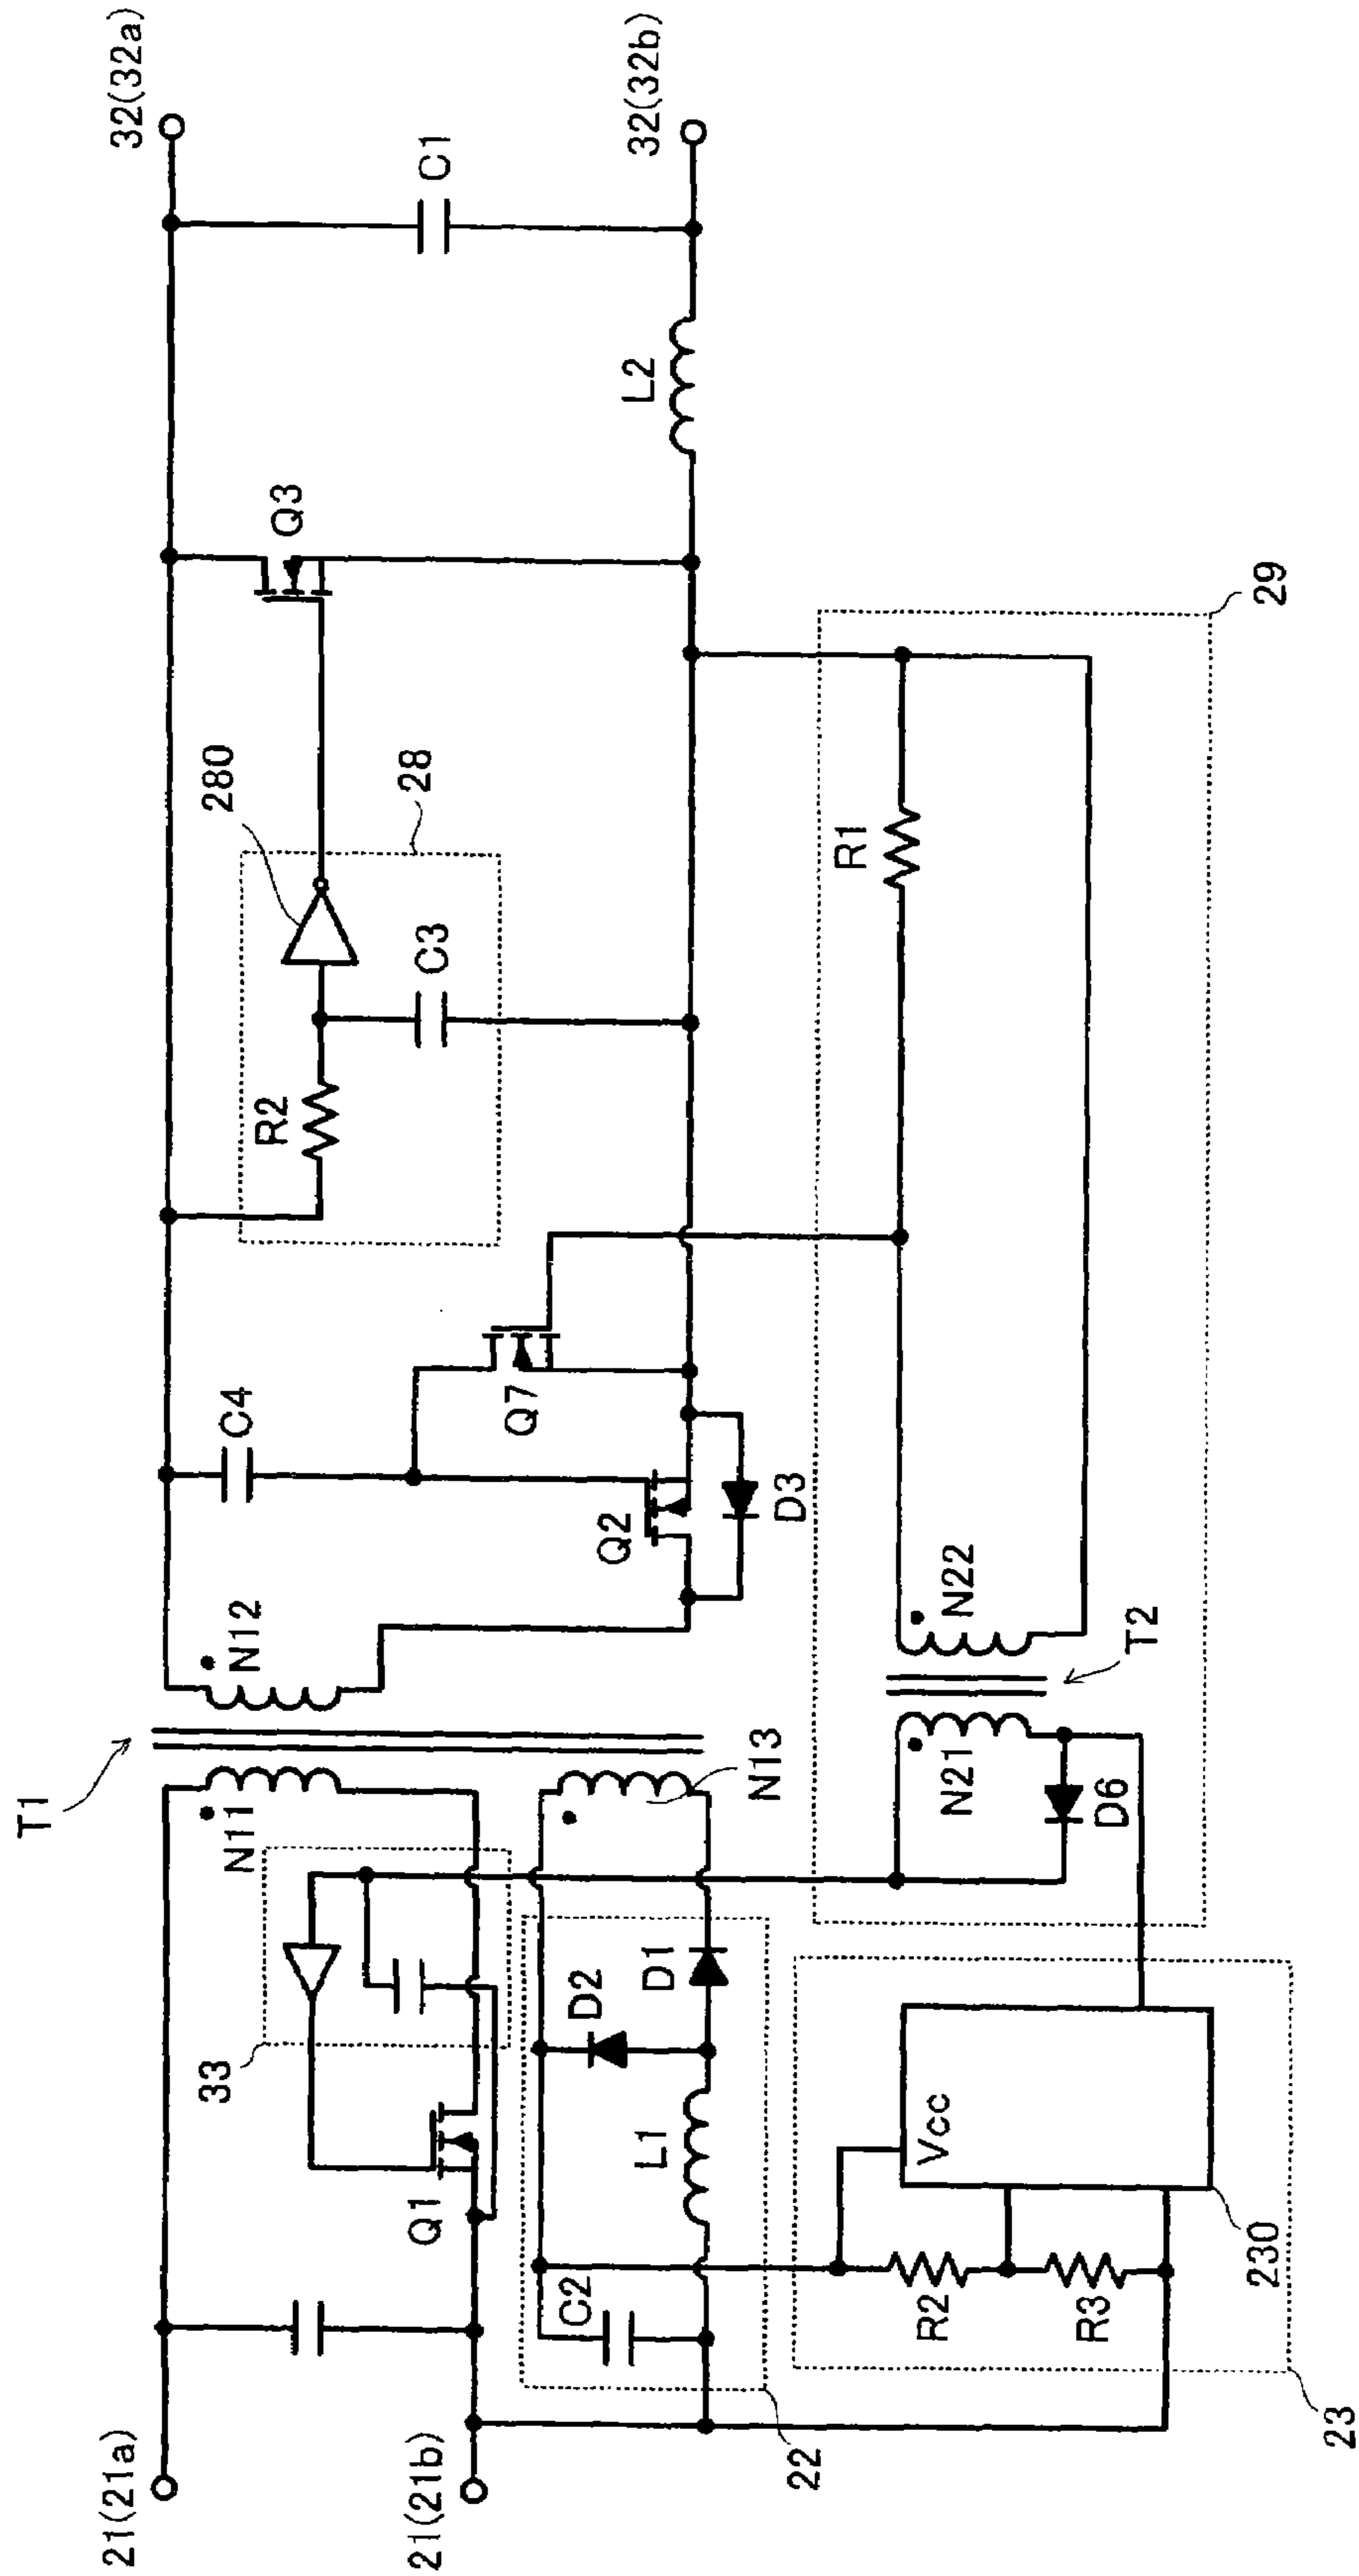 T1
21(21a)
21(21b)
N11
N12
N13
33
Q1
C2
D2
D1
L1
22
Vcc
R2
R3
230
23
C4
Q2
Q7
D3
R2
C3
280
28
Q3
L2
C1
32(32a)
32(32b)
N21
N22
D6
T2
R1
29